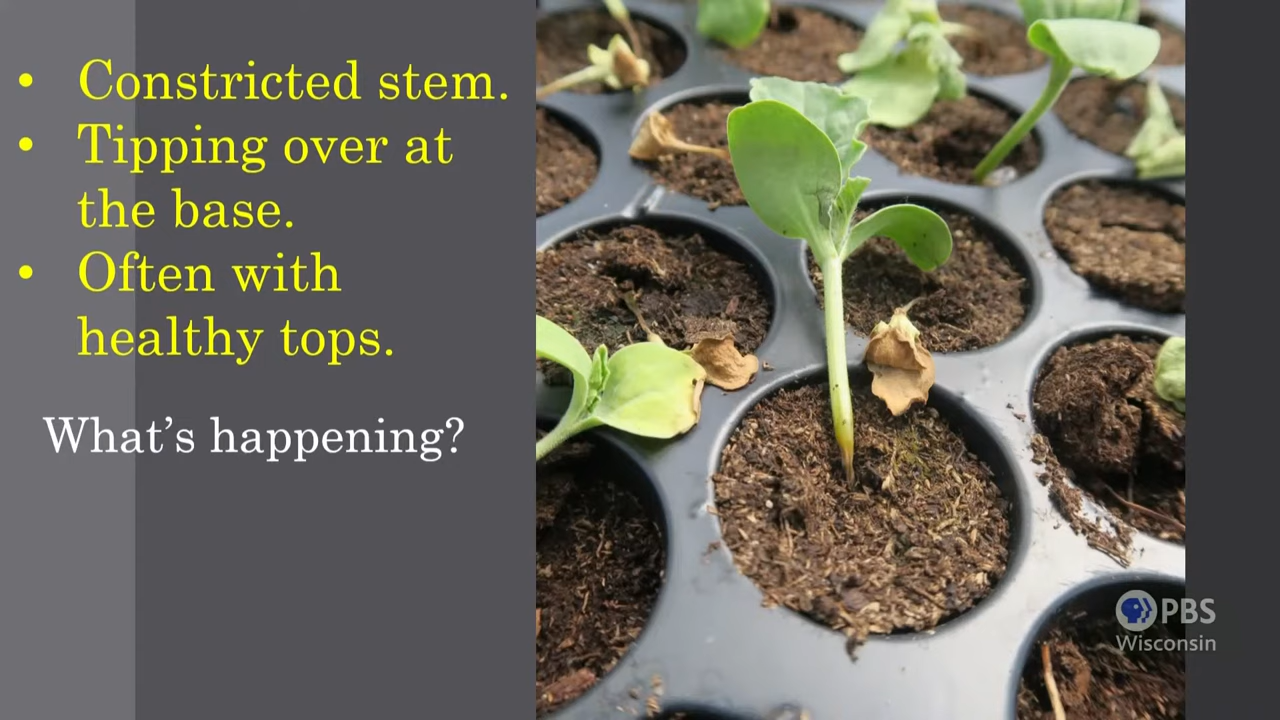 • Constricted stem.
• Tipping over at
the base.
• Often with
healthy tops.
What's happening?
PBS
Wisconsin